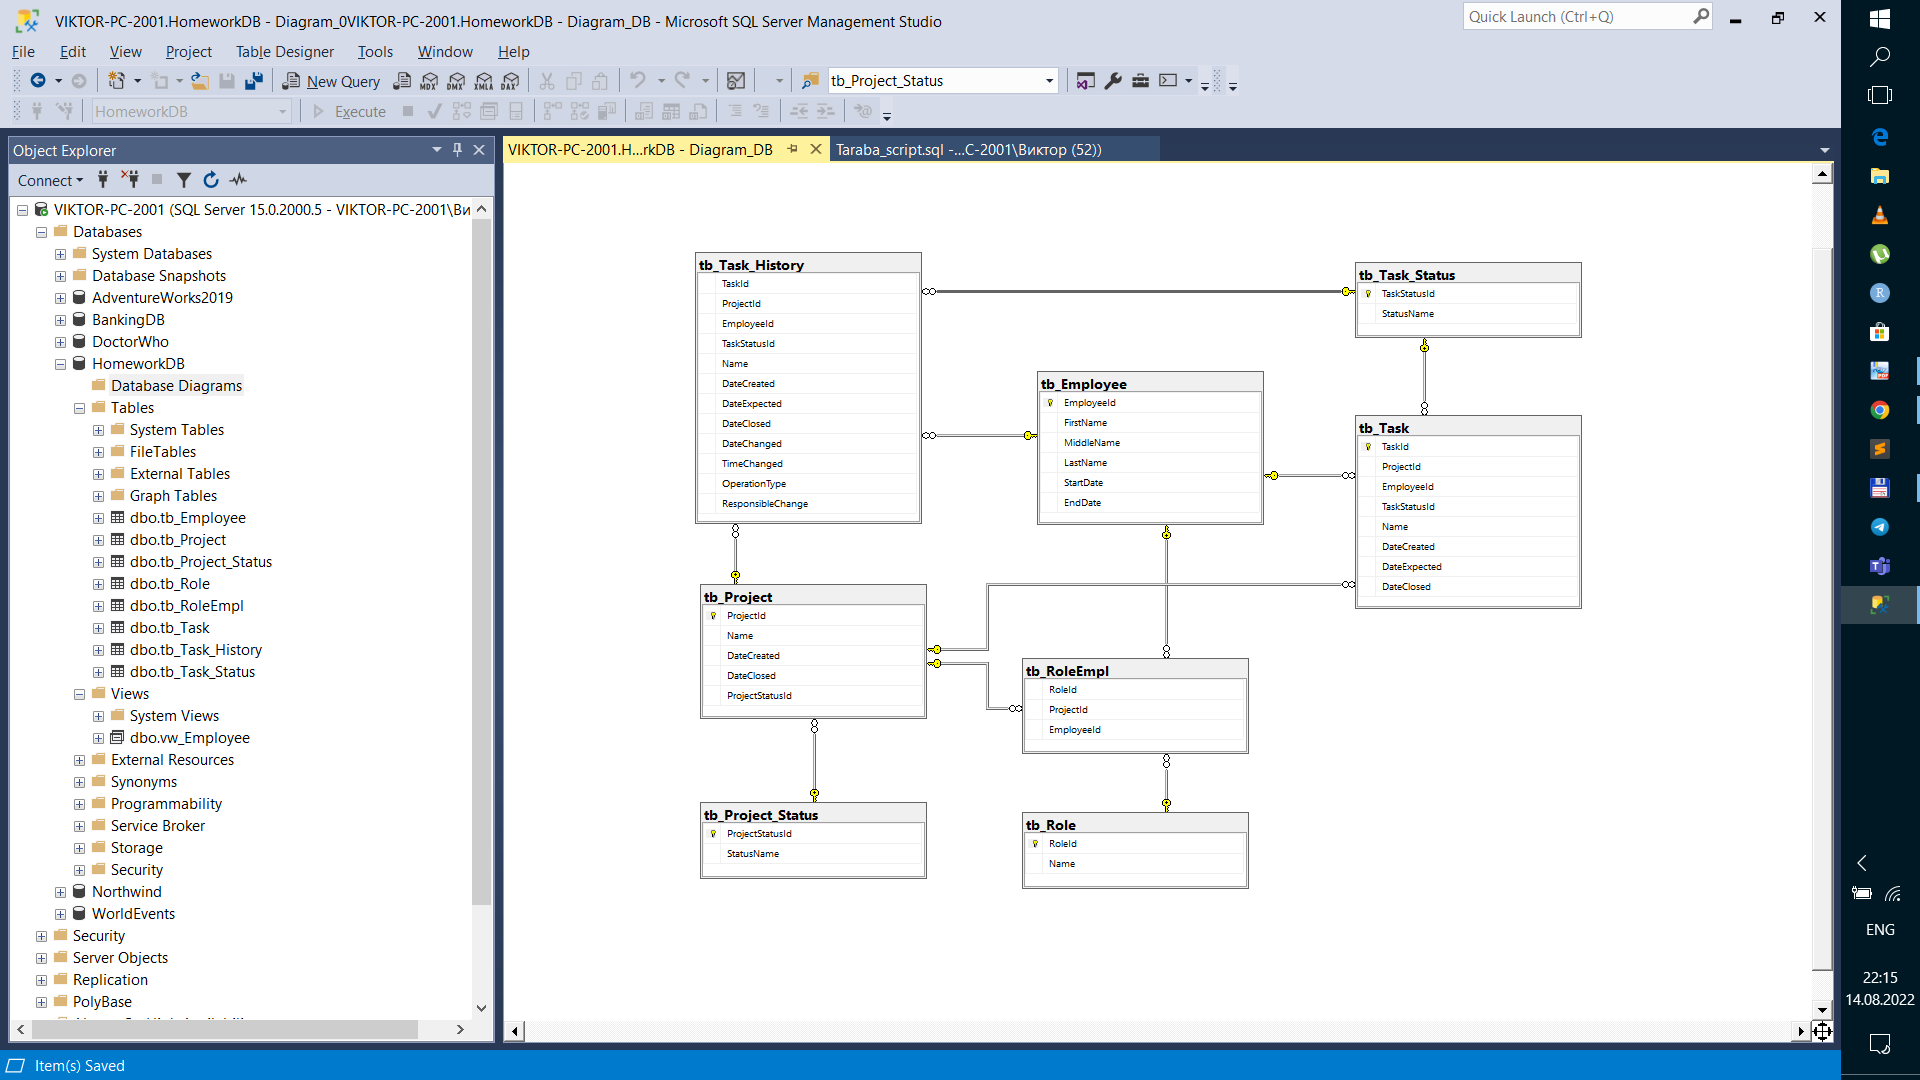 VIKTOR-PC-2001.HomeworkDB - Diagram_0VIKTOR-PC-2001.HomeworkDB - Diagram_DB - Microsoft SQL Server Management Studio
Quick Launch (Ctrl+Q)
File Edit View Project Table Designer Tools Window Help
New Query MDX DMX XMLA DAX tb_Project_Status
HomeworkDB Execute
Object Explorer
Connect
VIKTOR-PC-2001 (SQL Server 15.0.2000.5 - VIKTOR-PC-2001\Ви
Databases
System Databases
Database Snapshots
AdventureWorks2019
BankingDB
DoctorWho
HomeworkDB
Database Diagrams
Tables
System Tables
FileTables
External Tables
Graph Tables
dbo.tb_Employee
dbo.tb_Project
dbo.tb_Project_Status
dbo.tb_Role
dbo.tb_RoleEmpl
dbo.tb_Task
dbo.tb_Task_History
dbo.tb_Task_Status
Views
System Views
dbo.vw_Employee
External Resources
Synonyms
Programmability
Service Broker
Storage
Security
Northwind
WorldEvents
Security
Server Objects
Replication
PolyBase
VIKTOR-PC-2001.H...rkDB - Diagram_DB
Taraba_script.sql -...C-2001\Виктор (52))
tb_Task_History
TaskId
ProjectId
EmployeeId
TaskStatusId
Name
DateCreated
DateExpected
DateClosed
DateChanged
TimeChanged
OperationType
ResponsibleChange
tb_Task_Status
TaskStatusId
StatusName
tb_Employee
EmployeeId
FirstName
MiddleName
LastName
StartDate
EndDate
tb_Task
TaskId
ProjectId
EmployeeId
TaskStatusId
Name
DateCreated
DateExpected
DateClosed
tb_Project
ProjectId
Name
DateCreated
DateClosed
ProjectStatusId
tb_RoleEmpl
RoleId
ProjectId
EmployeeId
tb_Project_Status
ProjectStatusId
StatusName
tb_Role
RoleId
Name
ENG
22:15
14.08.2022
Item(s) Saved